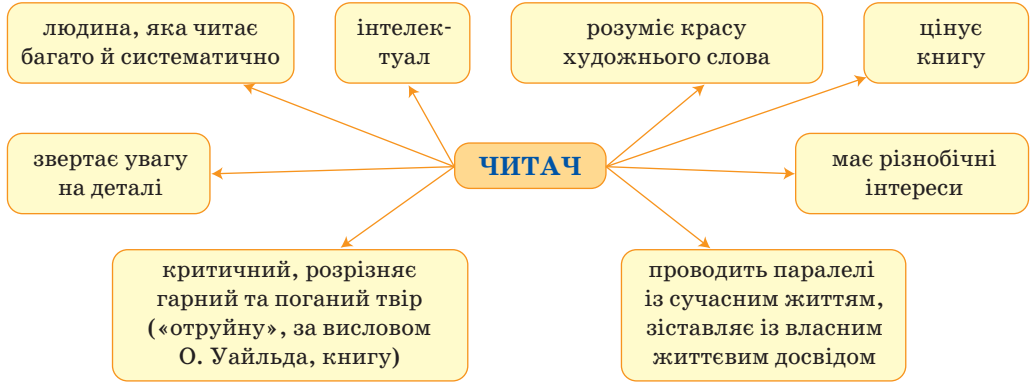 людина, яка читає
багато й систематично
інтелек-
туал
розуміє красу
художнього слова
цінує
книгу
звертає увагу
на деталі
ЧИТАЧ
має різнобічні
інтереси
критичний, розрізняє
гарний та поганий твір
(«отруйну», за висловом
О. Уайльда, книгу)
проводить паралелі
із сучасним життям,
зіставляє із власним
життєвим досвідом